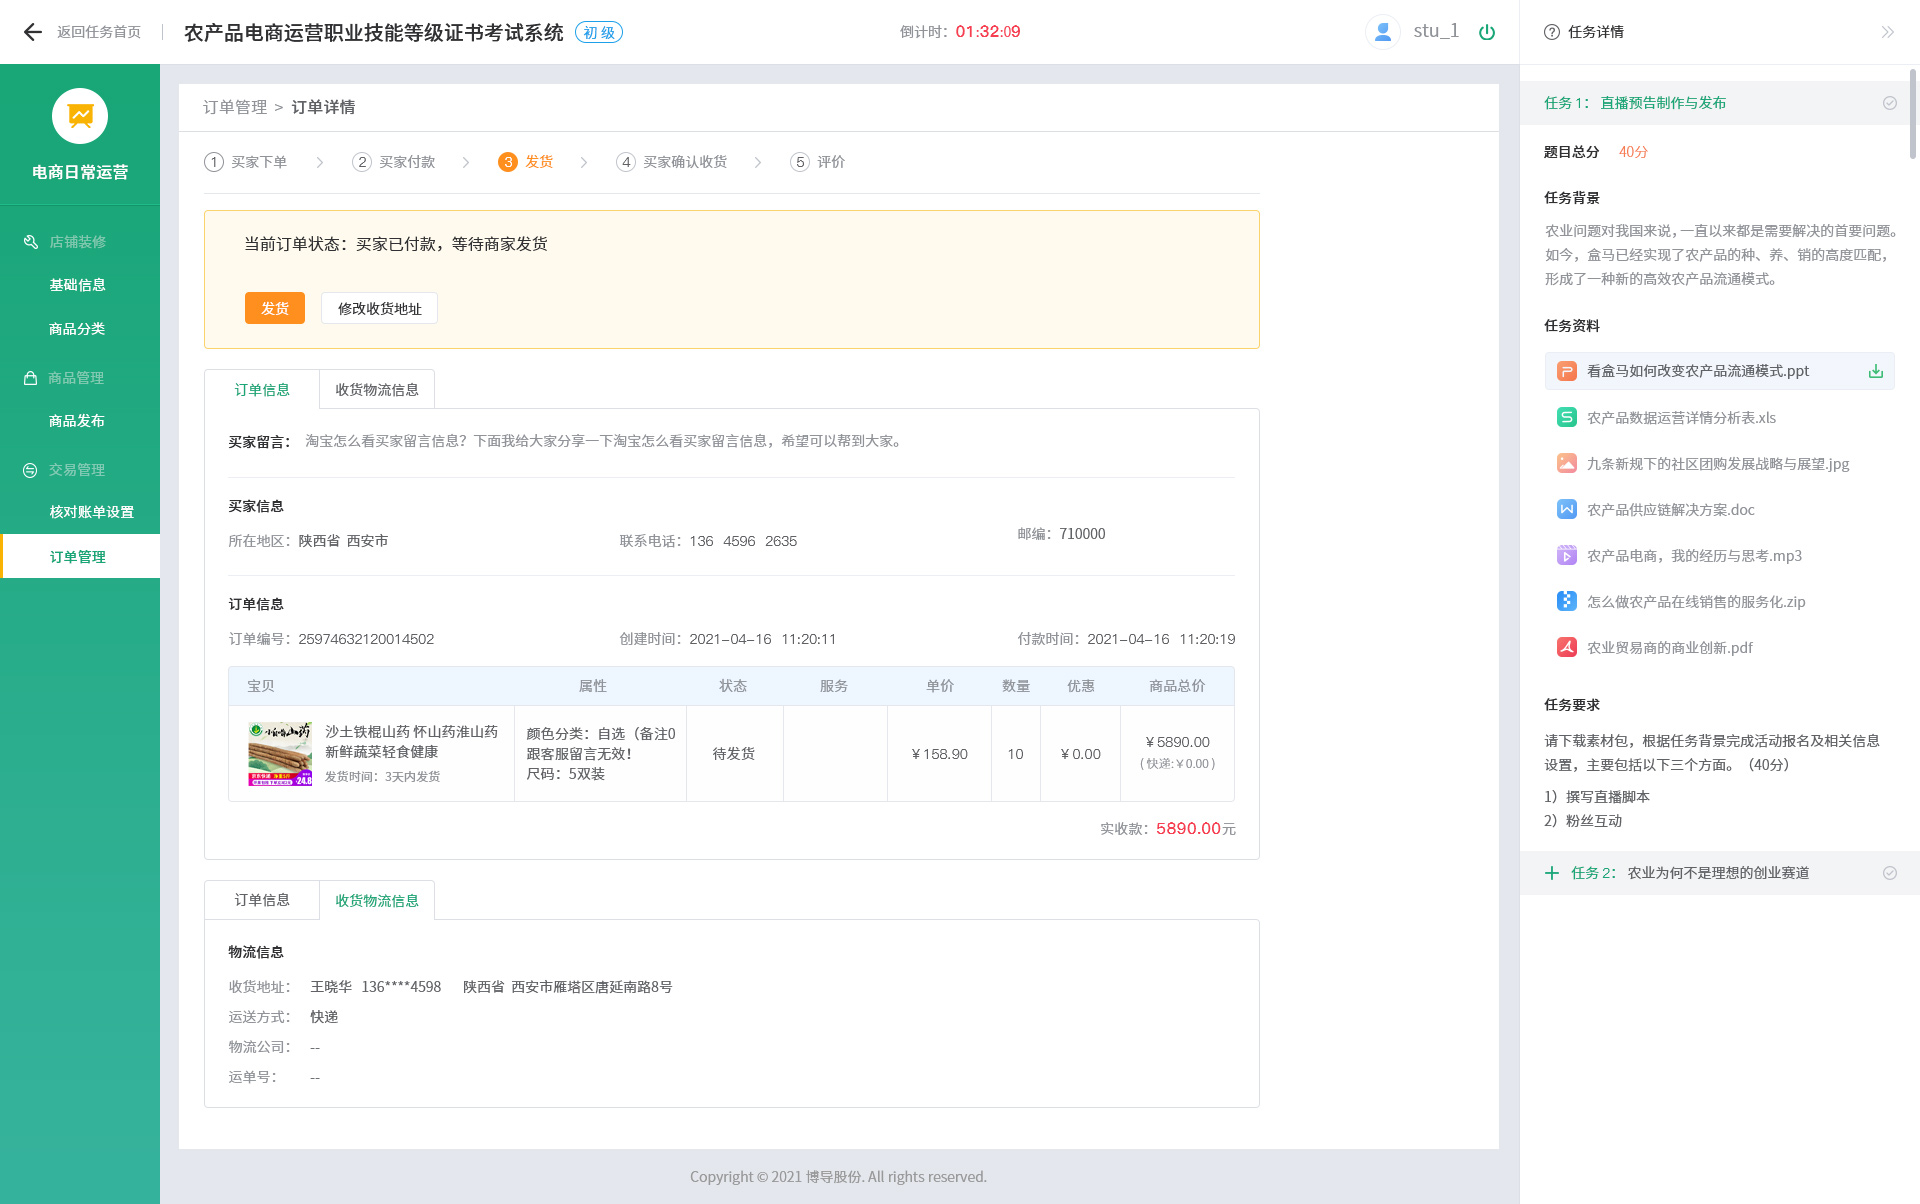 返回任务首页
农产品电商运营职业技能等级证书考试系统 初 级
倒计时：01:32:09
stu_1
任务详情
电商日常运营
店铺装修
基础信息
商品分类
商品管理
商品发布
交易管理
核对账单设置
订单管理
订单管理 > 订单详情
1 买家下单
2 买家付款
3 发货
4 买家确认收货
5 评价
当前订单状态：买家已付款，等待商家发货
发货 修改收货地址
订单信息 收货物流信息
买家留言： 淘宝怎么看买家留言信息？下面我给大家分享一下淘宝怎么看买家留言信息，希望可以帮到大家。
买家信息
所在地区：陕西省 西安市 联系电话：136 4596 2635 邮编：710000
订单信息
订单编号：25974632120014502 创建时间：2021-04-16 11:20:11 付款时间：2021-04-16 11:20:19
宝贝 属性 状态 服务 单价 数量 优惠 商品总价
沙土铁棍山药 怀山药淮山药
新鲜蔬菜轻食健康
发货时间：3天内发货
颜色分类：自选（备注0
跟客服留言无效！
尺码：5双装
待发货
￥158.90
10
￥0.00
￥5890.00
( 快递:￥0.00 )
实收款：5890.00元
订单信息 收货物流信息
物流信息
收货地址： 王晓华 136****4598 陕西省 西安市雁塔区唐延南路8号
运送方式： 快递
物流公司： --
运单号： --
Copyright © 2021 博导股份. All rights reserved.
任务 1： 直播预告制作与发布
题目总分 40分
任务背景
农业问题对我国来说，一直以来都是需要解决的首要问题。
如今，盒马已经实现了农产品的种、养、销的高度匹配，
形成了一种新的高效农产品流通模式。
任务资料
看盒马如何改变农产品流通模式.ppt
农产品数据运营详情分析表.xls
九条新规下的社区团购发展战略与展望.jpg
农产品供应链解决方案.doc
农产品电商，我的经历与思考.mp3
怎么做农产品在线销售的服务化.zip
农业贸易商的商业创新.pdf
任务要求
请下载素材包，根据任务背景完成活动报名及相关信息
设置，主要包括以下三个方面。（40分）
1）撰写直播脚本
2）粉丝互动
任务 2： 农业为何不是理想的创业赛道